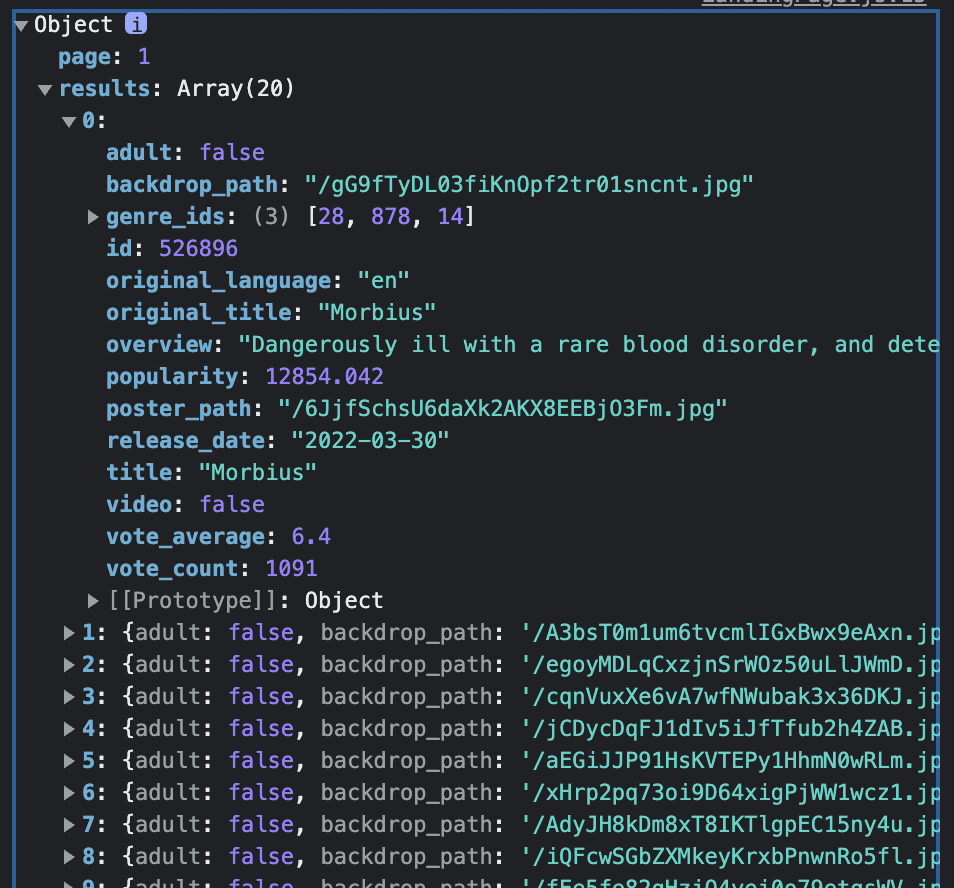 Object i
page: 1
results: Array(20)
0:
adult: false
backdrop_path: "/gG9fTyDL03fiKnOpf2tr01sncnt.jpg"
genre_ids: (3) [28, 878, 14]
id: 526896
original_language: "en"
original_title: "Morbius"
overview: "Dangerously ill with a rare blood disorder, and dete
popularity: 12854.042
poster_path: "/6JjfSchsU6daXk2AKX8EEBjO3Fm.jpg"
release_date: "2022-03-30"
title: "Morbius"
video: false
vote_average: 6.4
vote_count: 1091
[[Prototype]]: Object
1: {adult: false, backdrop_path: '/A3bsT0m1um6tvcmlIGxBwx9eAxn.jp
2: {adult: false, backdrop_path: '/egoyMDLqCxzjnSrWOz50uLlJWmD.jp
3: {adult: false, backdrop_path: '/cqnVuxXe6vA7wfNWubak3x36DKJ.jp
4: {adult: false, backdrop_path: '/jCDycDqFJ1dIv5iJfTfub2h4ZAB.jp
5: {adult: false, backdrop_path: '/aEGiJJP91HsKVTEPy1HhmN0wRLm.jp
6: {adult: false, backdrop_path: '/xHrp2pq73oi9D64xigPjWW1wcz1.jp
7: {adult: false, backdrop_path: '/AdyJH8kDm8xT8IKTlgpEC15ny4u.jp
8: {adult: false, backdrop_path: '/iQFcwSGbZXMkeyKrxbPnwnRo5fl.jp